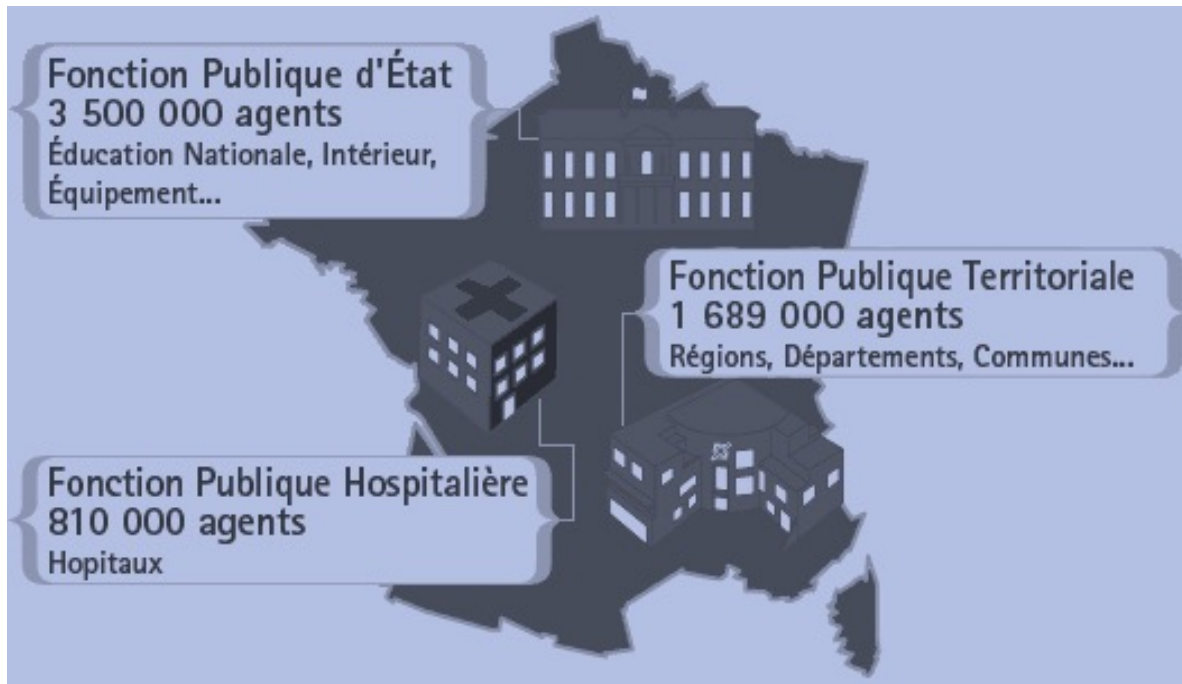 Fonction Publique d'État
3 500 000 agents
Éducation Nationale, Intérieur,
Équipement...
Fonction Publique Territoriale
1 689 000 agents
Régions, Départements, Communes...
Fonction Publique Hospitalière
810 000 agents
Hopitaux